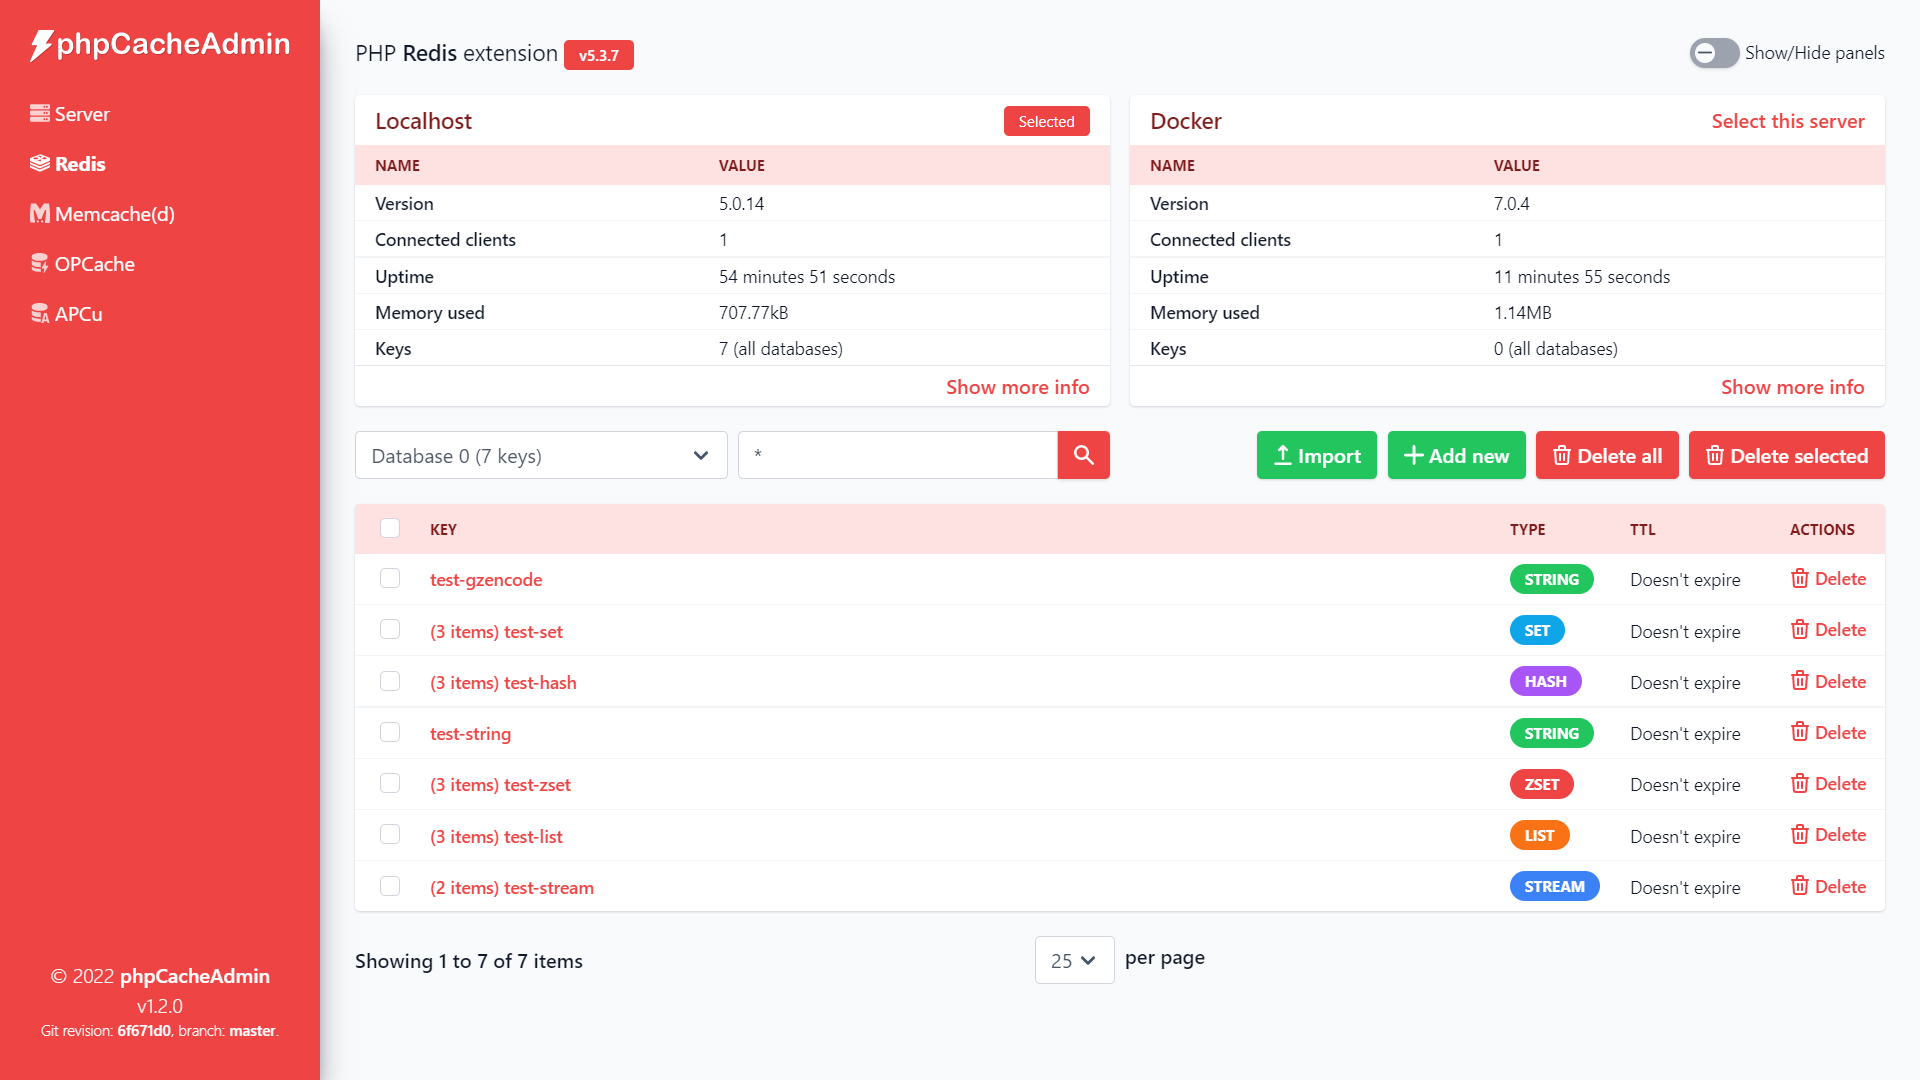 phpCacheAdmin
Server
Redis
Memcache(d)
OPCache
APCu
© 2022 phpCacheAdmin
v1.2.0
Git revision: 6f671d0, branch: master.
PHP Redis extension v5.3.7
Show/Hide panels
Localhost Selected
NAME VALUE
Version 5.0.14
Connected clients 1
Uptime 54 minutes 51 seconds
Memory used 707.77kB
Keys 7 (all databases)
Show more info
Docker Select this server
NAME VALUE
Version 7.0.4
Connected clients 1
Uptime 11 minutes 55 seconds
Memory used 1.14MB
Keys 0 (all databases)
Show more info
Database 0 (7 keys) * Import Add new Delete all Delete selected
KEY TYPE TTL ACTIONS
test-gzencode STRING Doesn't expire Delete
(3 items) test-set SET Doesn't expire Delete
(3 items) test-hash HASH Doesn't expire Delete
test-string STRING Doesn't expire Delete
(3 items) test-zset ZSET Doesn't expire Delete
(3 items) test-list LIST Doesn't expire Delete
(2 items) test-stream STREAM Doesn't expire Delete
Showing 1 to 7 of 7 items 25 per page